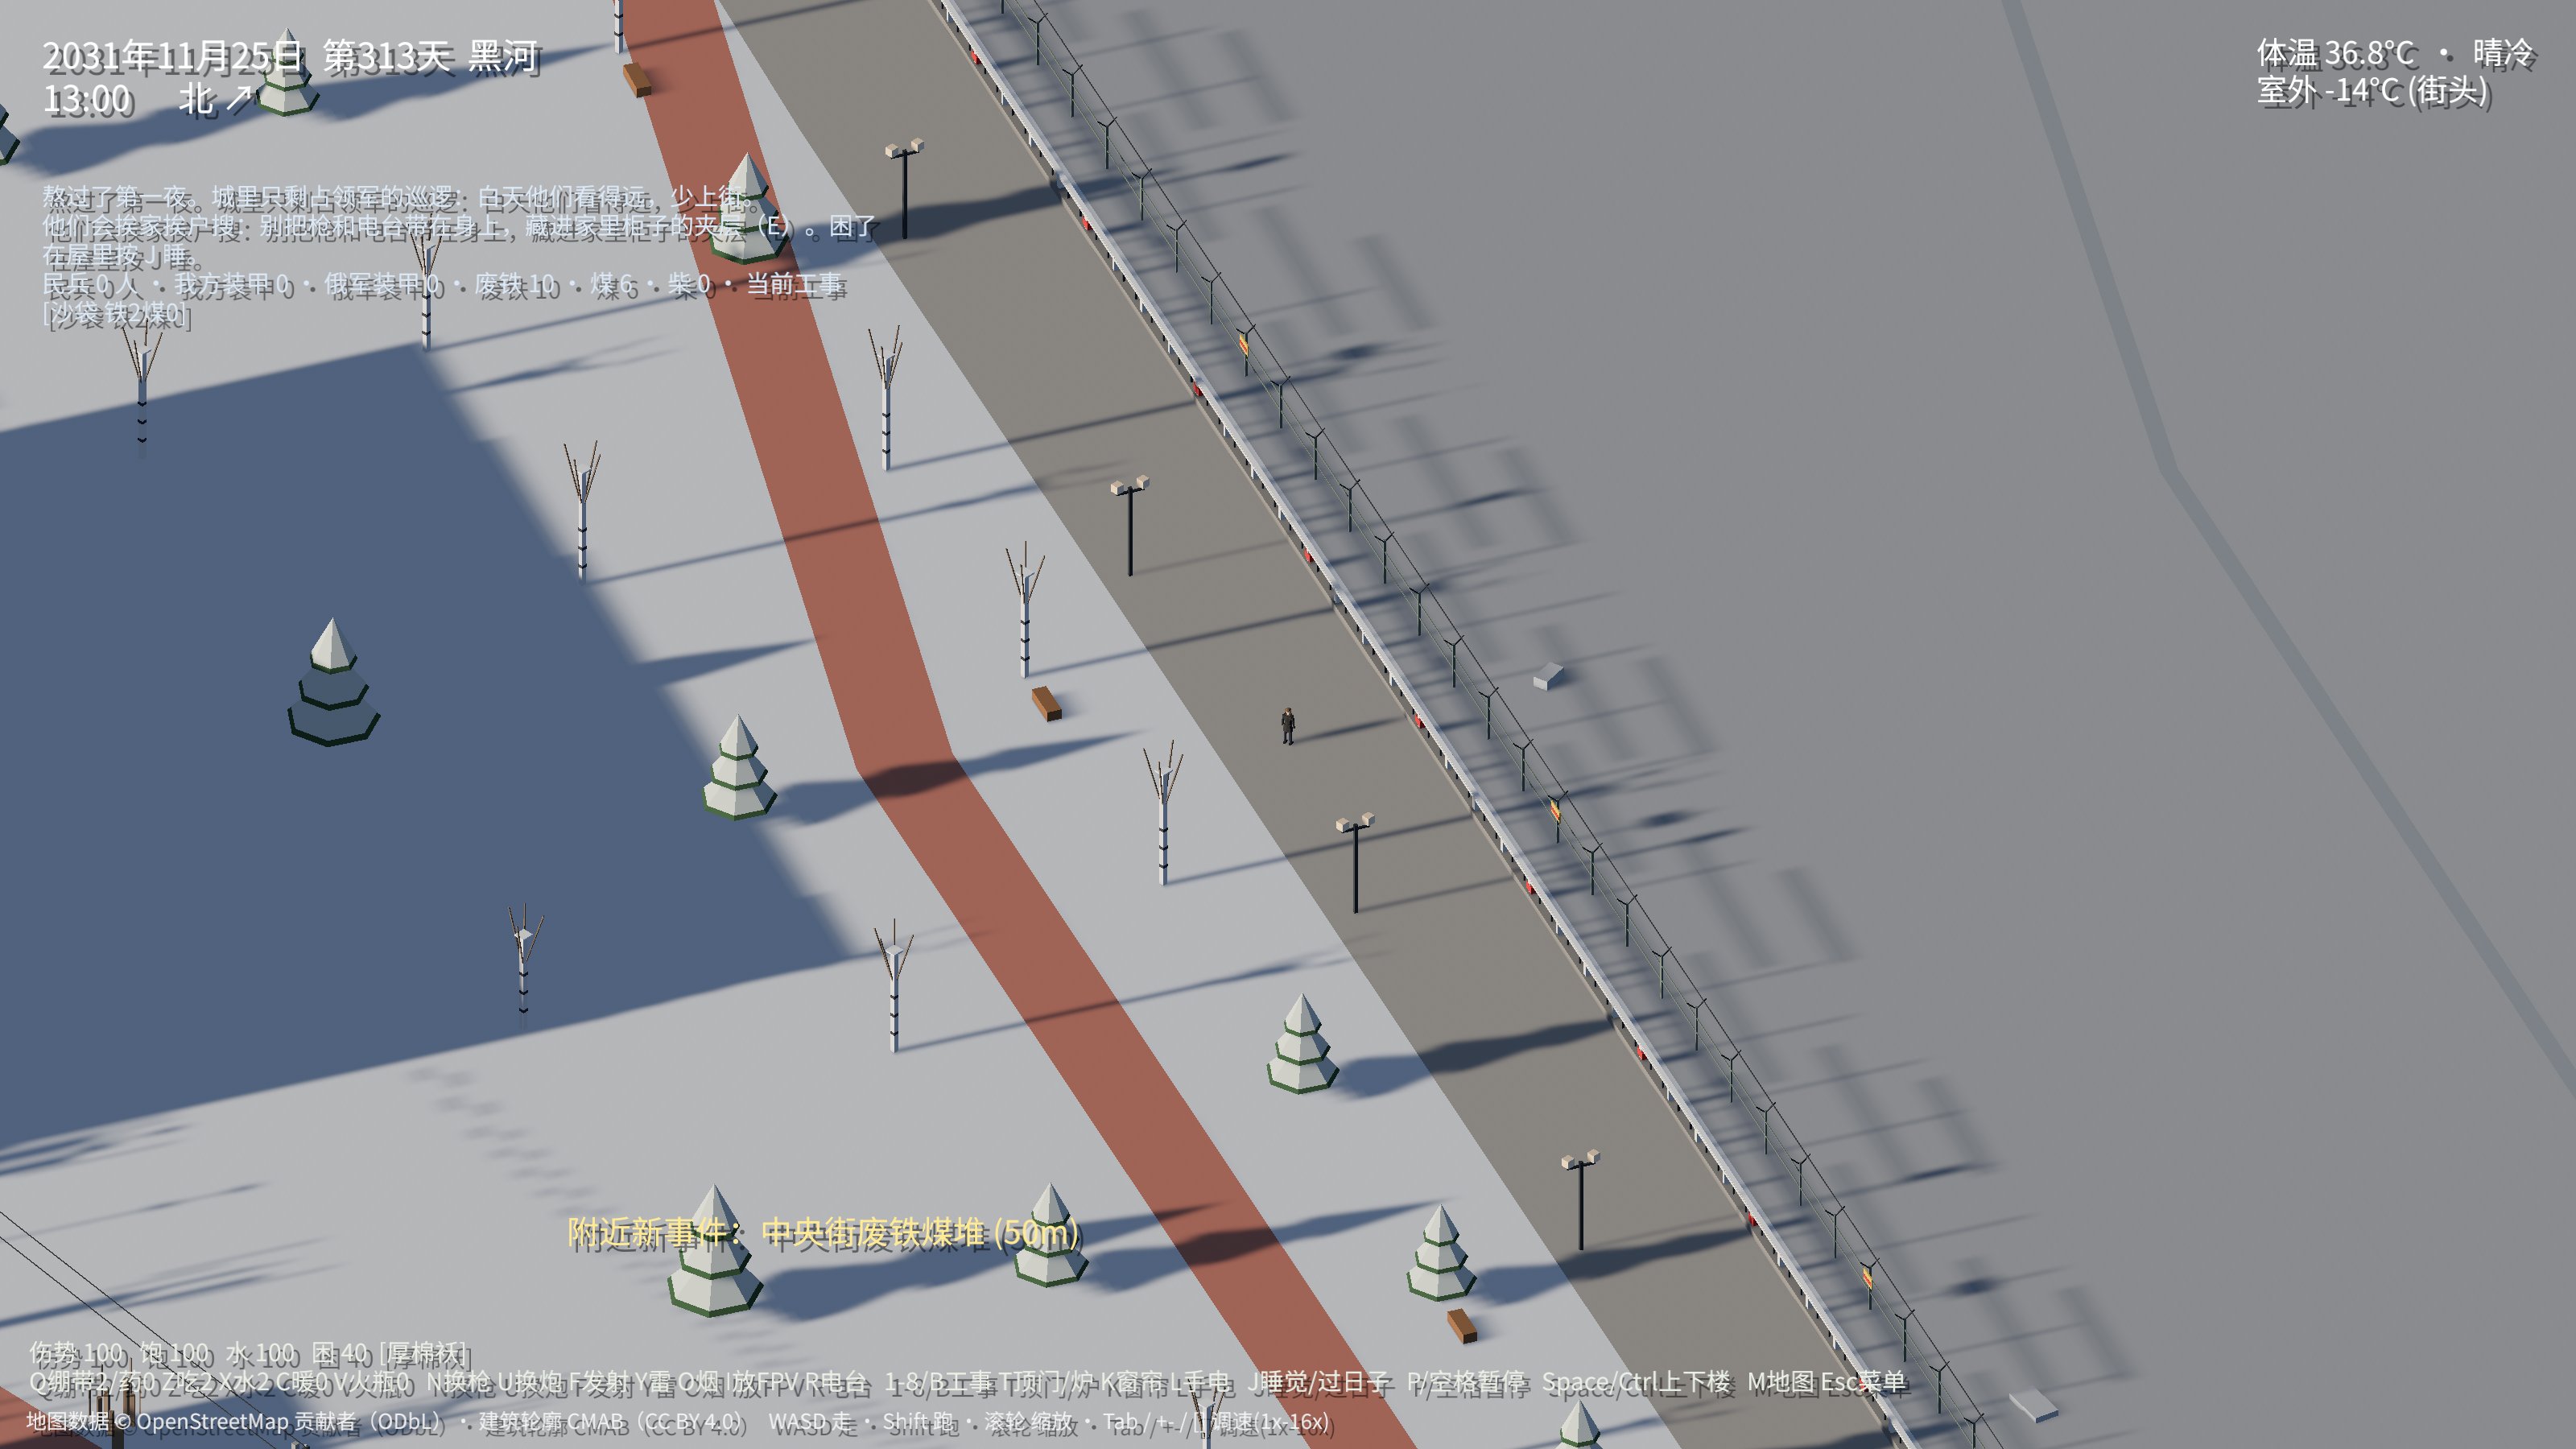 2031年11月25日 第313天 黑河
13:00 北 ↗
体温 36.8°C · 晴冷
室外 -14°C (街头)
熬过了第一夜。城里只剩占领军的巡逻：白天他们看得远，少上街。
他们会挨家挨户搜：别把枪和电台带在身上，藏进家里柜子的夹层（E）。困了
在屋里按 J 睡。
民兵 0 人 · 我方装甲 0 · 俄军装甲 0 · 废铁 10 · 煤 6 · 柴 0 · 当前工事
[沙袋 铁2煤0]
附近新事件：中央街废铁煤堆 (50m)
伤势 100 饱 100 水 100 困 40 [厚棉袄]
Q绷带2/药0 Z吃2 X水2 C暖0 V火瓶0 N换枪 U换炮 F发射 Y雷 O烟 I放FPV R电台 1-8/B工事 T顶门/炉 K窗帘 L手电 J睡觉/过日子 P/空格暂停 Space/Ctrl上下楼 M地图 Esc菜单
地图数据 © OpenStreetMap 贡献者（ODbL） · 建筑轮廓 CMAB（CC BY 4.0） WASD 走 · Shift 跑 · 滚轮 缩放 · Tab / +- / [] 调速(1x-16x)